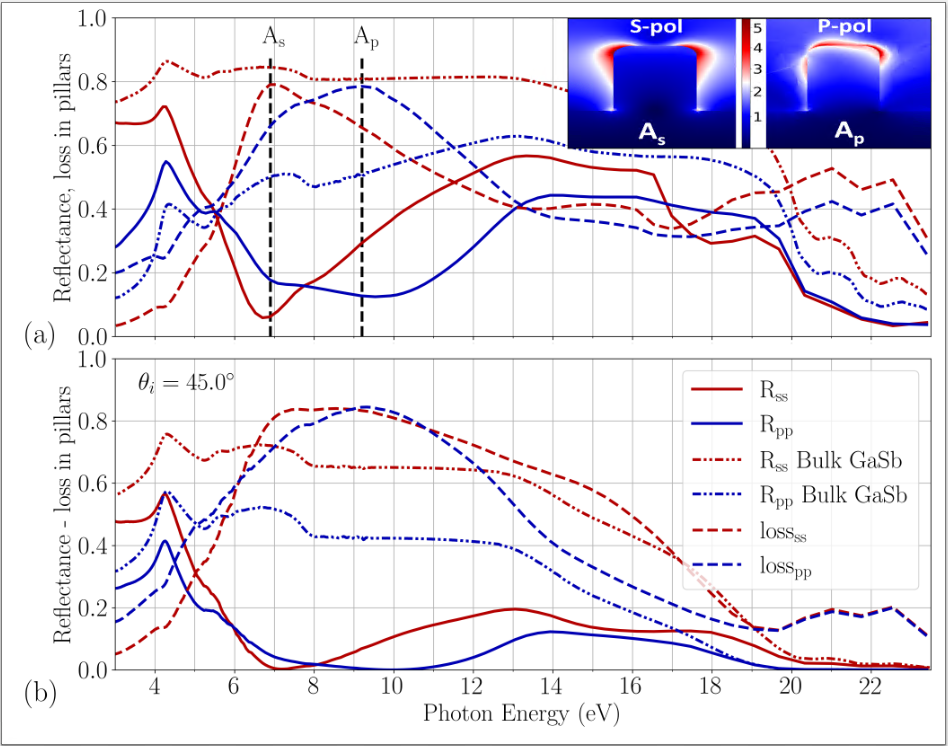 1.0
0.8
0.6
0.4
0.2
0.0
Reflectance, loss in pillars
(a)
A_s
A_p
S-pol
A_s
5
4
3
2
1
P-pol
A_p
1.0
0.8
0.6
0.4
0.2
0.0
Reflectance - loss in pillars
(b)
θ_i = 45.0°
R_ss
R_pp
R_ss Bulk GaSb
R_pp Bulk GaSb
loss_ss
loss_pp
4 6 8 10 12 14 16 18 20 22
Photon Energy (eV)